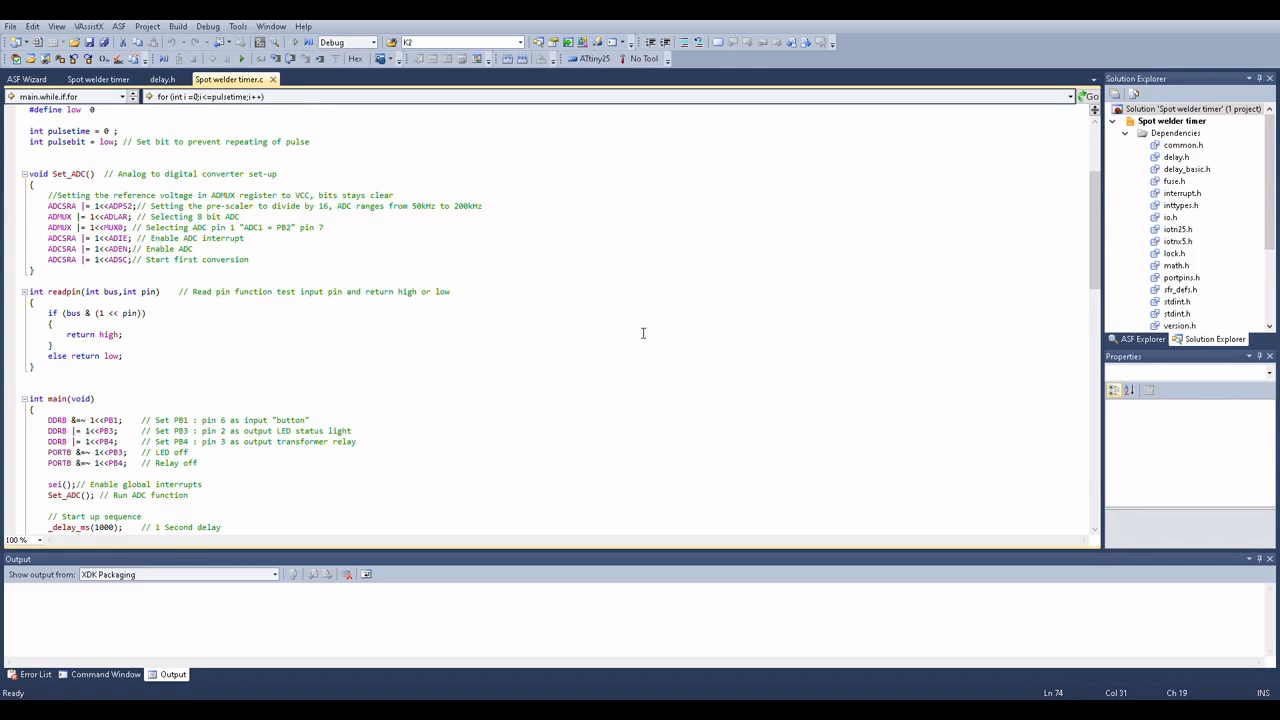 File Edit View VAssistX ASF Project Build Debug Tools Window Help
Debug K2
Hex ATtiny25 No Tool
ASF Wizard Spot welder timer delay.h Spot welder timer.c
main.while.if.for for (int i =0;i<=pulsetime;i++) Go
#define low 0
int pulsetime = 0 ;
int pulsebit = low; // Set bit to prevent repeating of pulse
void Set_ADC() // Analog to digital converter set-up
{
//Setting the reference voltage in ADMUX register to VCC, bits stays clear
ADCSRA |= 1<<ADPS2;// Setting the pre-scaler to divide by 16, ADC ranges from 50kHz to 200kHz
ADMUX |= 1<<ADLAR; // Selecting 8 bit ADC
ADMUX |= 1<<MUX0; // Selecting ADC pin 1 "ADC1 = PB2" pin 7
ADCSRA |= 1<<ADIE; // Enable ADC interrupt
ADCSRA |= 1<<ADEN;// Enable ADC
ADCSRA |= 1<<ADSC;// Start first conversion
}
int readpin(int bus,int pin) // Read pin function test input pin and return high or low
{
if (bus & (1 << pin))
{
return high;
}
else return low;
}
int main(void)
{
DDRB &=~ 1<<PB1; // Set PB1 : pin 6 as input "button"
DDRB |= 1<<PB3; // Set PB3 : pin 2 as output LED status light
DDRB |= 1<<PB4; // Set PB4 : pin 3 as output transformer relay
PORTB &=~ 1<<PB3; // LED off
PORTB &=~ 1<<PB4; // Relay off
sei();// Enable global interrupts
Set_ADC(); // Run ADC function
// Start up sequence
_delay_ms(1000); // 1 Second delay
100 %
Solution Explorer
Solution 'Spot welder timer' (1 project)
Spot welder timer
Dependencies
common.h
delay.h
delay_basic.h
fuse.h
interrupt.h
inttypes.h
io.h
iotn25.h
iotnx5.h
lock.h
math.h
portpins.h
sfr_defs.h
stdint.h
stdint.h
version.h
ASF Explorer Solution Explorer
Properties
Output
Show output from: XDK Packaging
Error List Command Window Output
Ready Ln 74 Col 31 Ch 19 INS